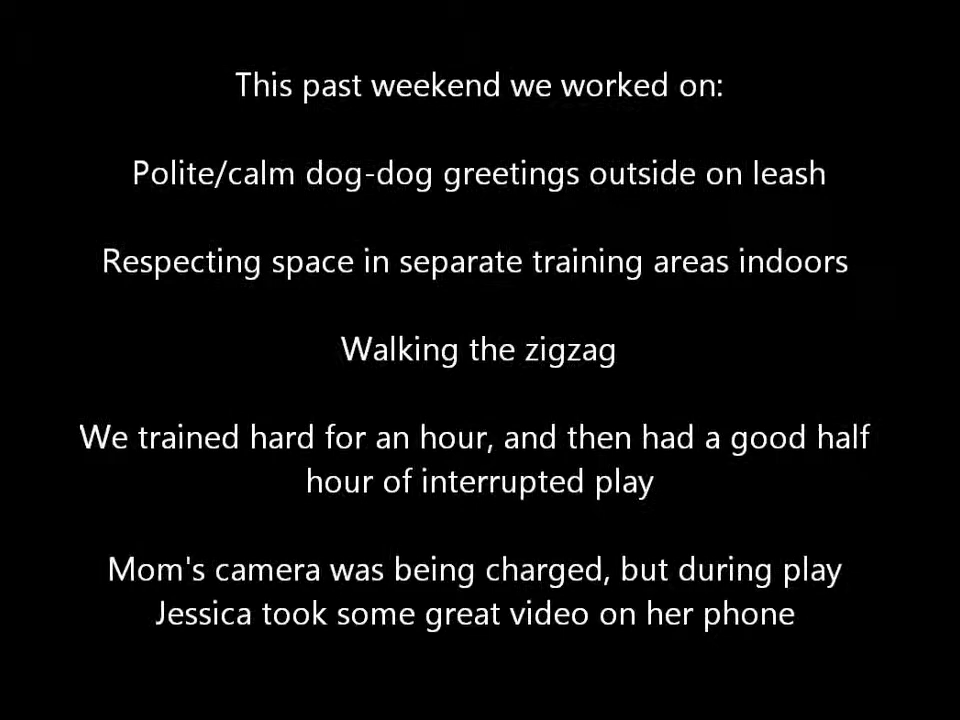 This past weekend we worked on:
Polite/calm dog-dog greetings outside on leash
Respecting space in separate training areas indoors
Walking the zigzag
We trained hard for an hour, and then had a good half
hour of interrupted play
Mom's camera was being charged, but during play
Jessica took some great video on her phone